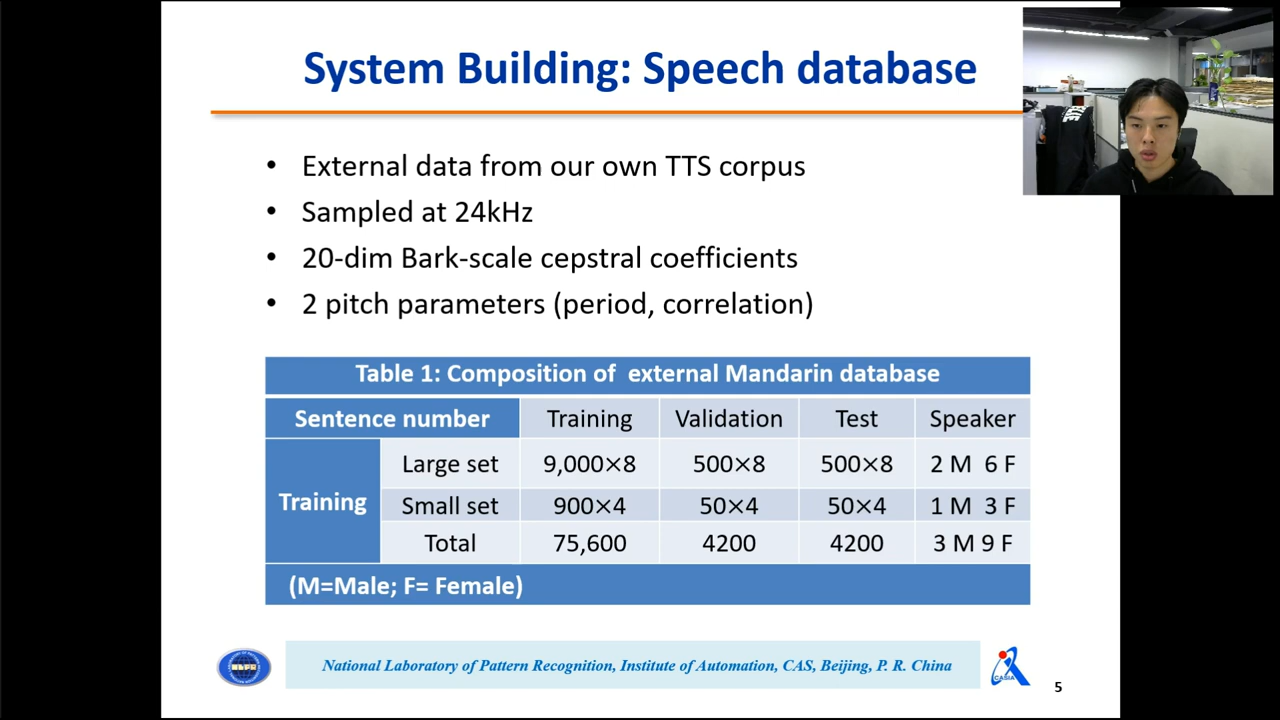 System Building: Speech database
• External data from our own TTS corpus
• Sampled at 24kHz
• 20-dim Bark-scale cepstral coefficients
• 2 pitch parameters (period, correlation)
Table 1: Composition of external Mandarin database
Sentence number Training Validation Test Speaker
Training
Large set 9,000×8 500×8 500×8 2 M 6 F
Small set 900×4 50×4 50×4 1 M 3 F
Total 75,600 4200 4200 3 M 9 F
(M=Male; F= Female)
National Laboratory of Pattern Recognition, Institute of Automation, CAS, Beijing, P. R. China
CASIA
5